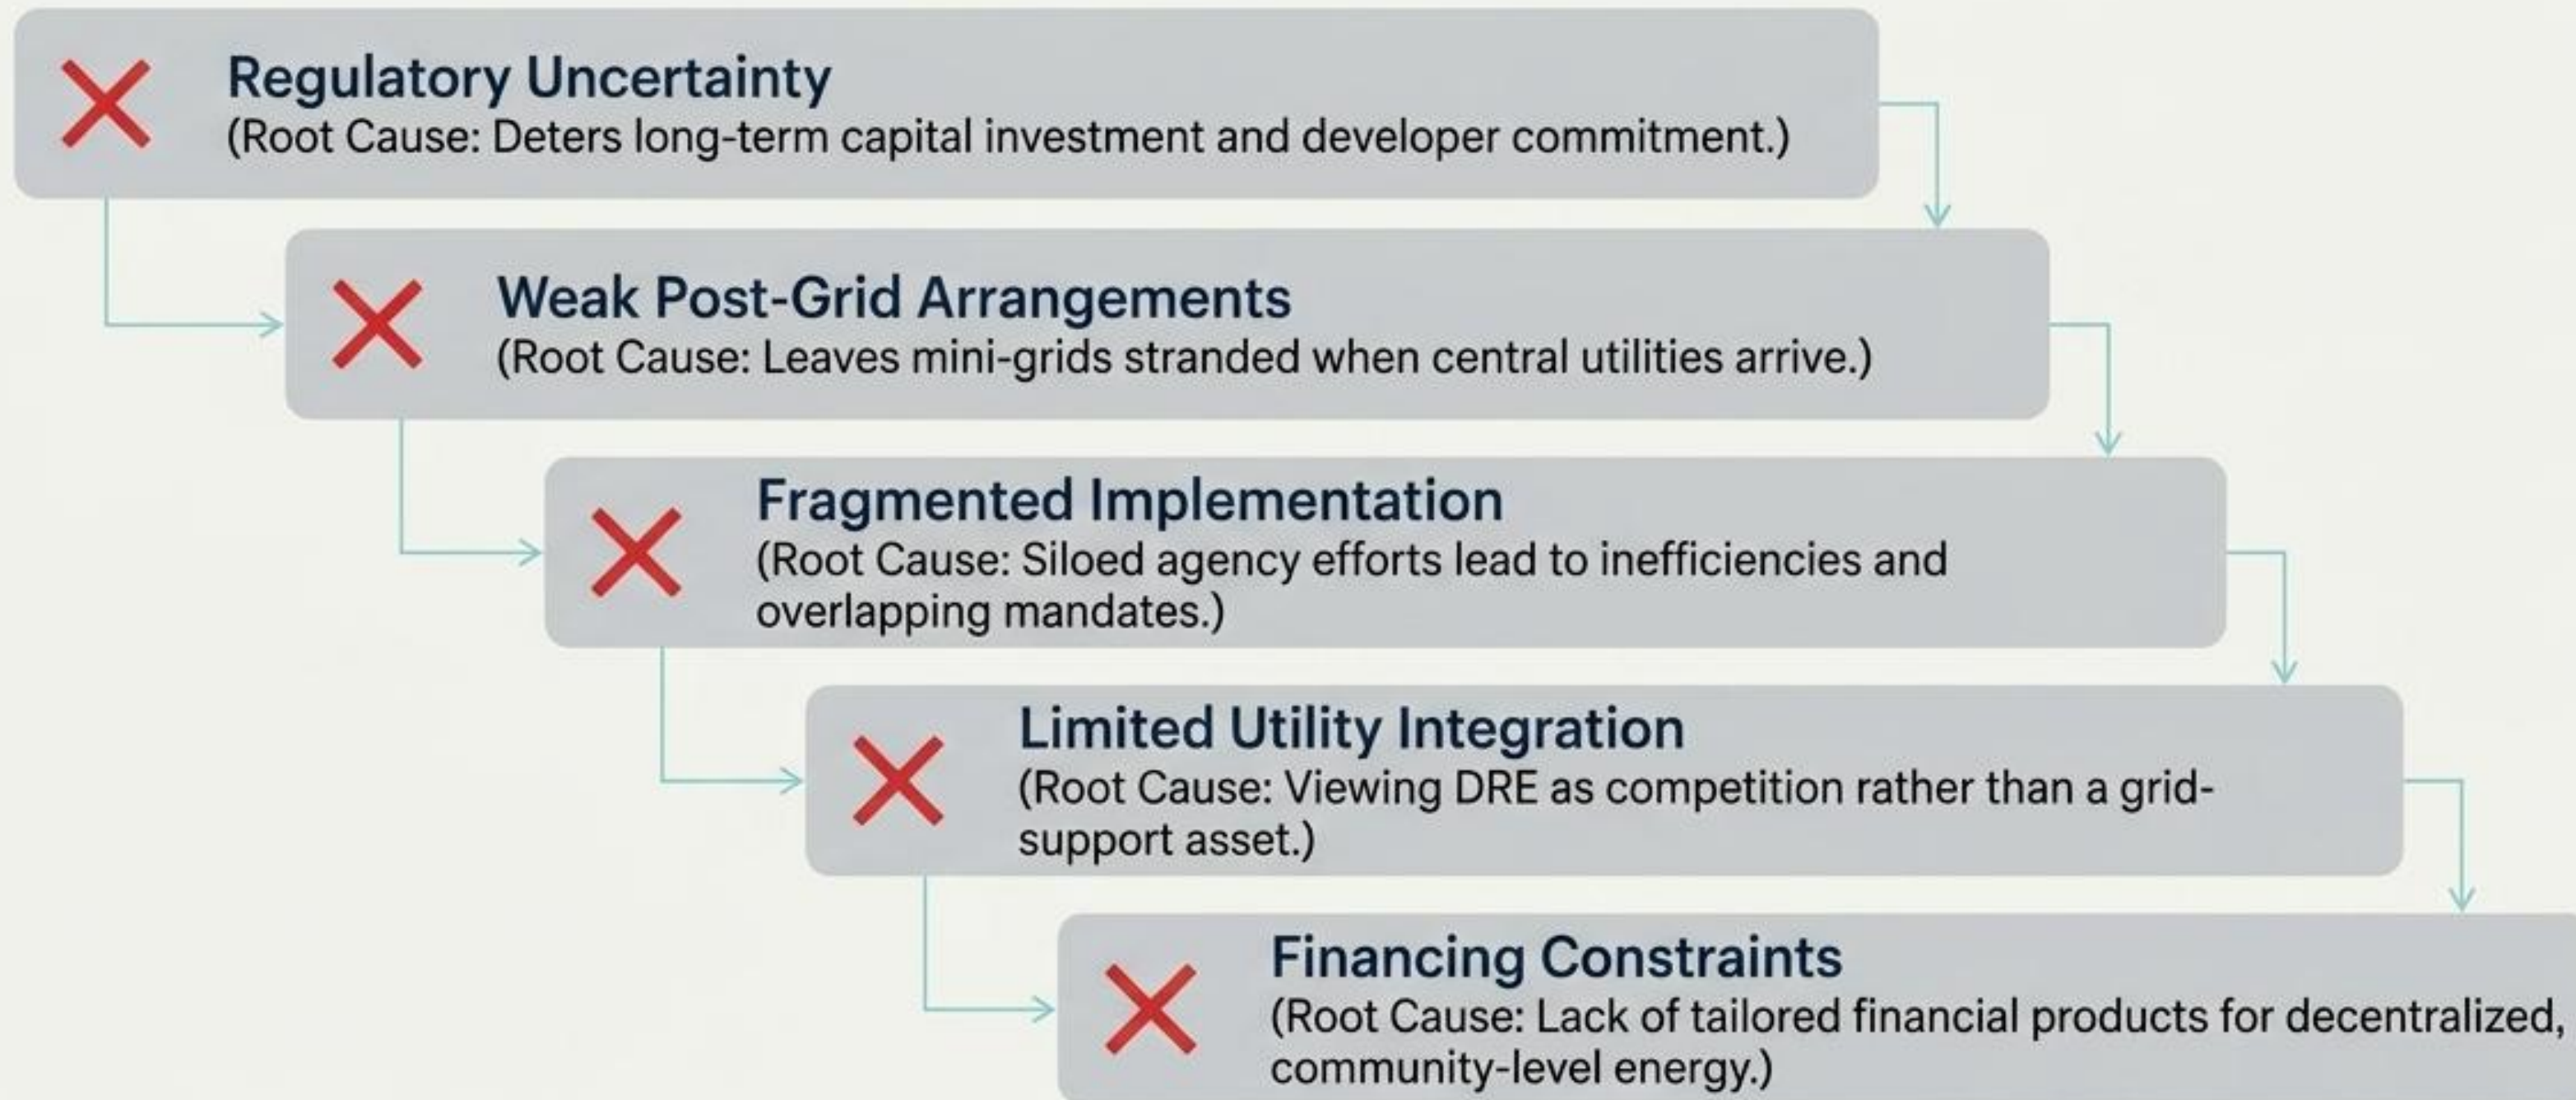 Regulatory Uncertainty
(Root Cause: Deters long-term capital investment and developer commitment.)
Weak Post-Grid Arrangements
(Root Cause: Leaves mini-grids stranded when central utilities arrive.)
Fragmented Implementation
(Root Cause: Siloed agency efforts lead to inefficiencies and
overlapping mandates.)
Limited Utility Integration
(Root Cause: Viewing DRE as competition rather than a grid-
support asset.)
Financing Constraints
(Root Cause: Lack of tailored financial products for decentralized,
community-level energy.)